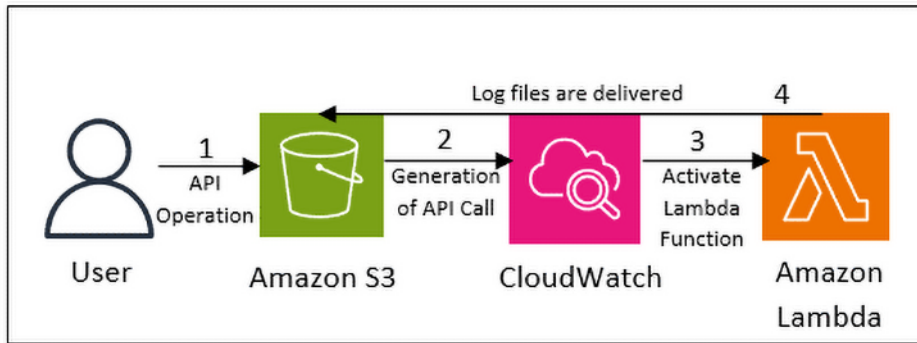 Log files are delivered
4
1
API
Operation
2
Generation
of API Call
3
Activate
Lambda
Function
User
Amazon S3
CloudWatch
Amazon
Lambda